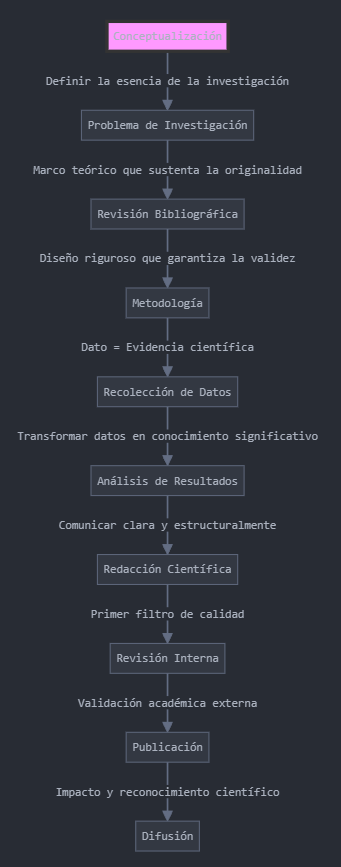 Conceptualización
Definir la esencia de la investigación
Problema de Investigación
Marco teórico que sustenta la originalidad
Revisión Bibliográfica
Diseño riguroso que garantiza la validez
Metodología
Dato = Evidencia científica
Recolección de Datos
Transformar datos en conocimiento significativo
Análisis de Resultados
Comunicar clara y estructuralmente
Redacción Científica
Primer filtro de calidad
Revisión Interna
Validación académica externa
Publicación
Impacto y reconocimiento científico
Difusión